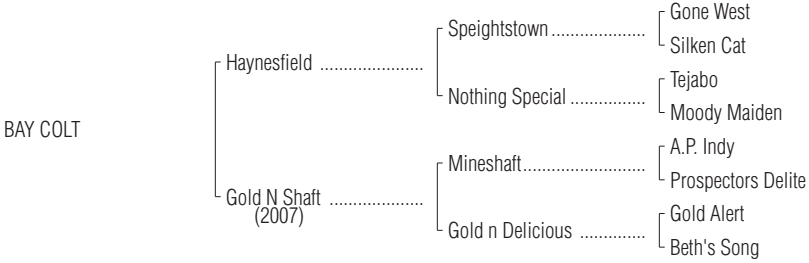 Gone West
Speightstown ....................
Silken Cat
Haynesfield ......................
Tejabo
Nothing Special ................
Moody Maiden
BAY COLT
A.P. Indy
Mineshaft..........................
Prospectors Delite
Gold N Shaft ....................
(2007)
Gold Alert
Gold n Delicious ..............
Beth's Song